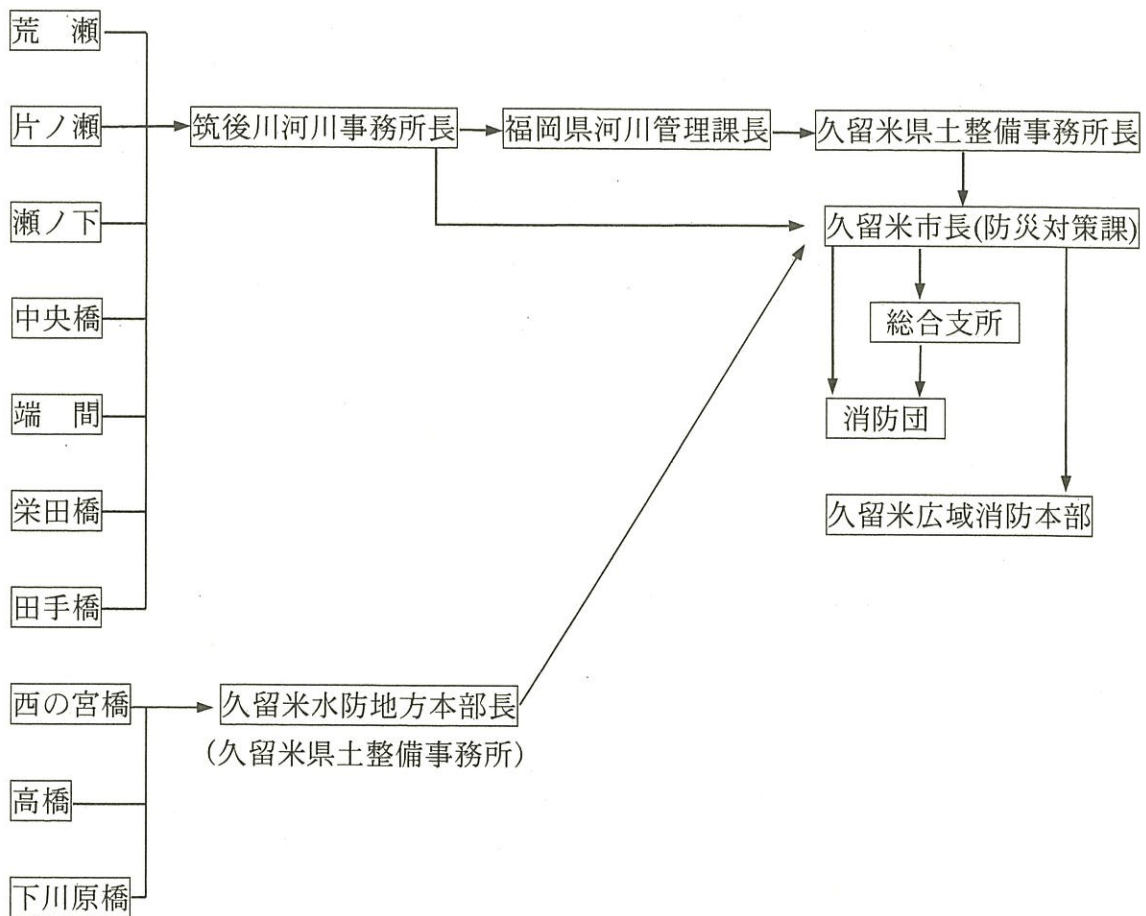 荒　瀬
片ノ瀬
筑後川河川事務所長
福岡県河川管理課長
久留米県土整備事務所長
瀬ノ下
久留米市長(防災対策課)
中央橋
総合支所
端　間
消防団
栄田橋
久留米広域消防本部
田手橋
西の宮橋
久留米水防地方本部長
（久留米県土整備事務所）
高橋
下川原橋